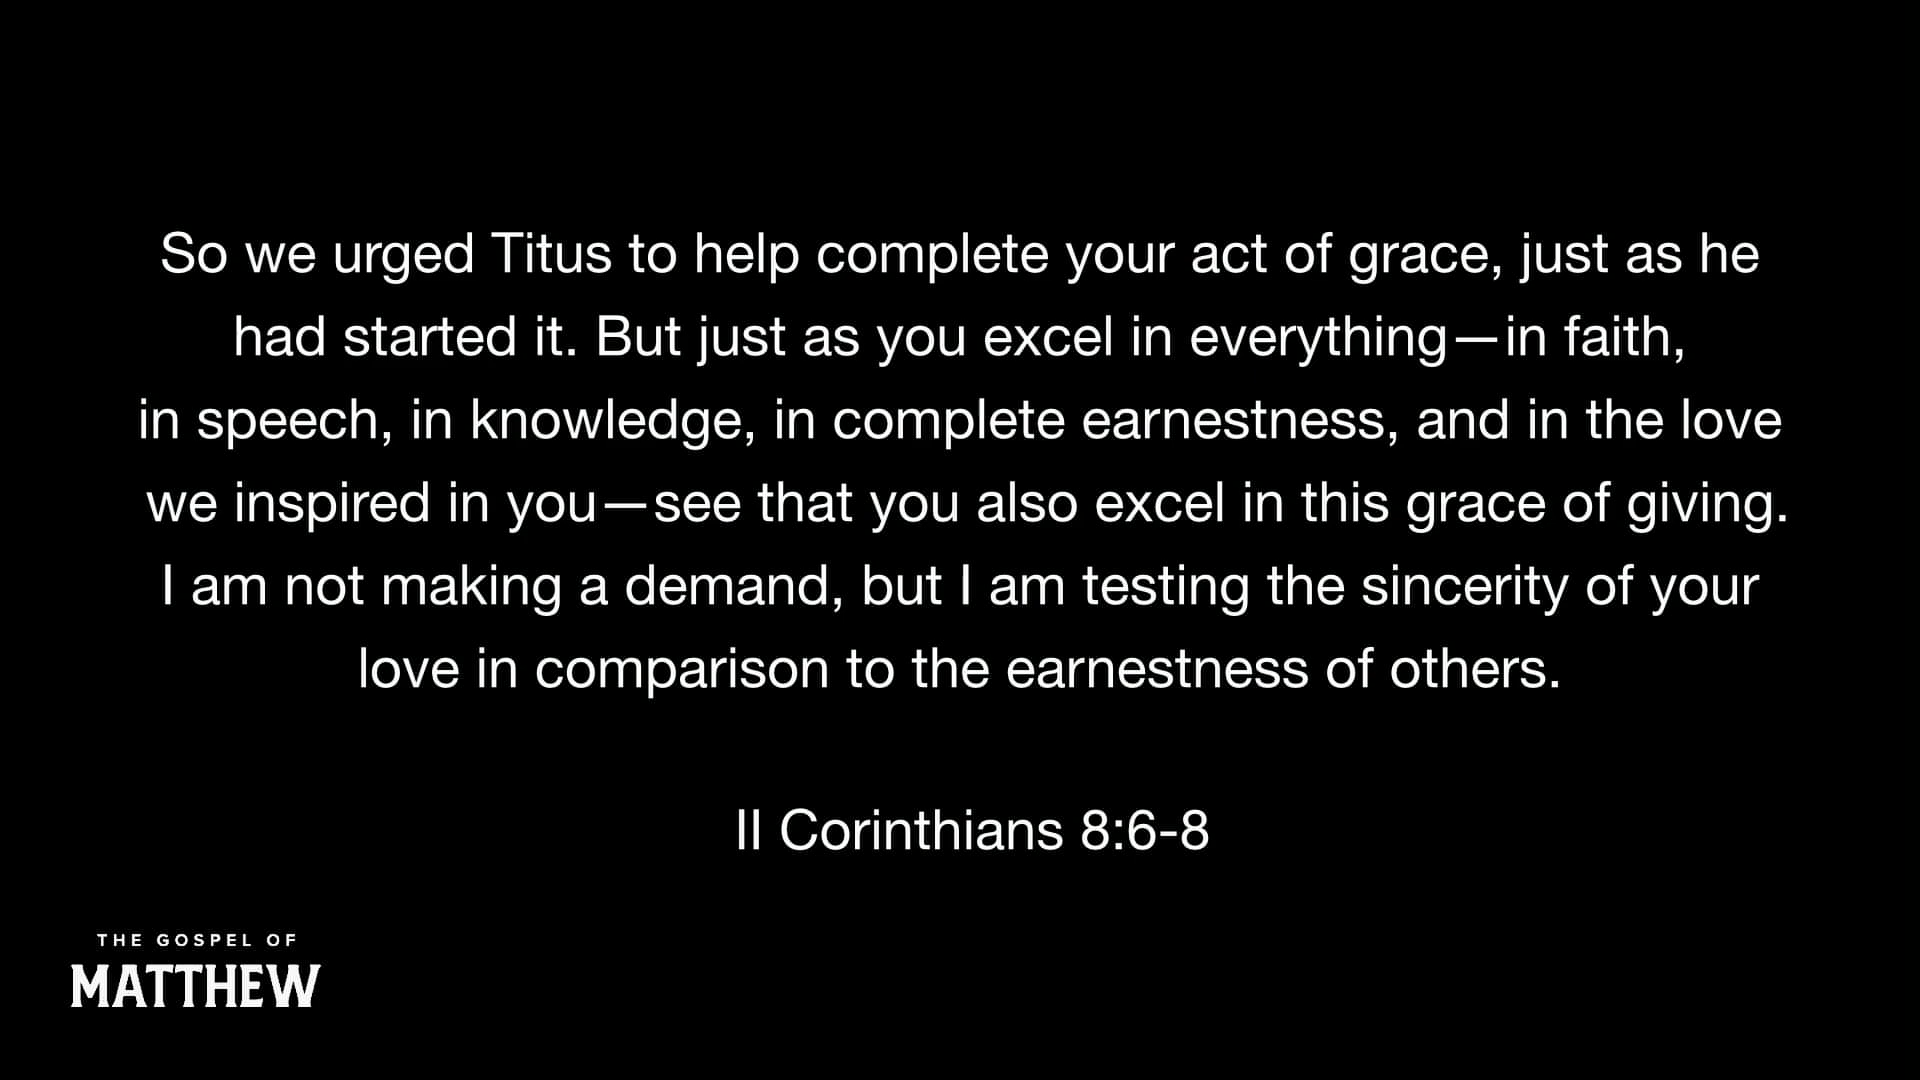 So we urged Titus to help complete your act of grace, just as he
had started it. But just as you excel in everything—in faith,
in speech, in knowledge, in complete earnestness, and in the love
we inspired in you—see that you also excel in this grace of giving.
I am not making a demand, but I am testing the sincerity of your
love in comparison to the earnestness of others.
II Corinthians 8:6-8
THE GOSPEL OF
MATTHEW